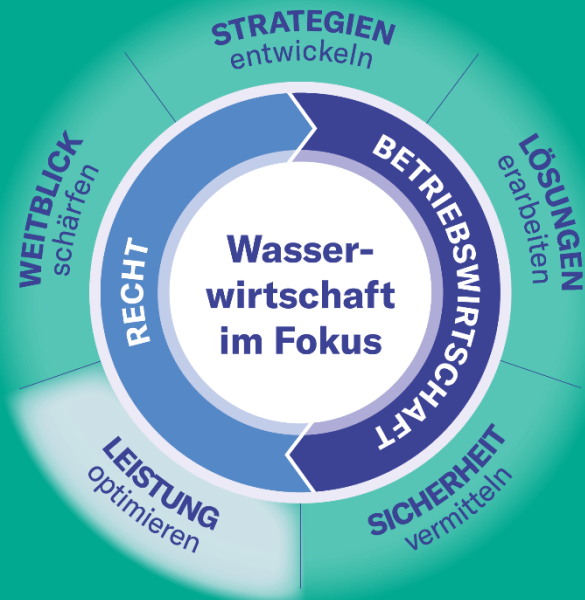 STRATEGIEN
entwickeln
LÖSUNGEN
erarbeiten
SICHERHEIT
vermitteln
LEISTUNG
optimieren
WEITBLICK
schärfen
RECHT
BETRIEBSWIRTSCHAFT
Wasser-
wirtschaft
im Fokus